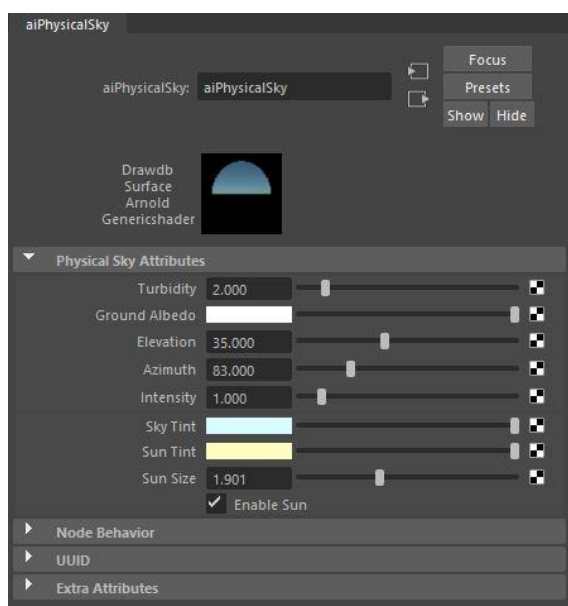 aiPhysicalSky
Focus
aiPhysicalSky: aiPhysicalSky
Presets
Show Hide
Drawdb
Surface
Arnold
Genericshader
Physical Sky Attributes
Turbidity 2.000
Ground Albedo
Elevation 35.000
Azimuth 83.000
Intensity 1.000
Sky Tint
Sun Tint
Sun Size 1.901
Enable Sun
Node Behavior
UUID
Extra Attributes